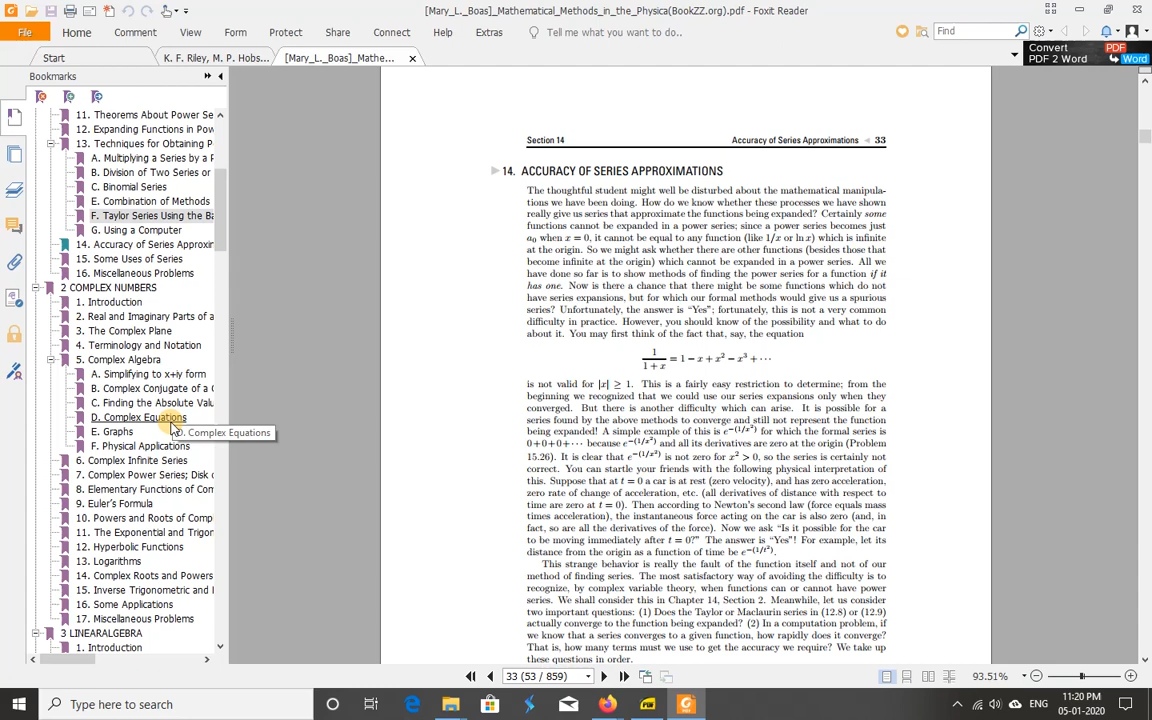 [Mary_L._Boas]_Mathematical_Methods_in_the_Physica(BookZZ.org).pdf - Foxit Reader
File Home Comment View Form Protect Share Connect Help Extras Tell me what you want to do.. Find
Start K. F. Riley, M. P. Hobs... [Mary_L._Boas]_Mathe...
Convert PDF
PDF 2 Word Word
Bookmarks
11. Theorems About Power Se
12. Expanding Functions in Pow
13. Techniques for Obtaining P
A. Multiplying a Series by a P
B. Division of Two Series or
C. Binomial Series
E. Combination of Methods
F. Taylor Series Using the Ba
G. Using a Computer
14. Accuracy of Series Approxin
15. Some Uses of Series
16. Miscellaneous Problems
2 COMPLEX NUMBERS
1. Introduction
2. Real and Imaginary Parts of a
3. The Complex Plane
4. Terminology and Notation
5. Complex Algebra
A. Simplifying to x+iy form
B. Complex Conjugate of a C
C. Finding the Absolute Valu
D. Complex Equations
E. Graphs
D. Complex Equations
F. Physical Applications
6. Complex Infinite Series
7. Complex Power Series; Disk o
8. Elementary Functions of Com
9. Euler's Formula
10. Powers and Roots of Comp
11. The Exponential and Trigon
12. Hyperbolic Functions
13. Logarithms
14. Complex Roots and Powers
15. Inverse Trigonometric and H
16. Some Applications
17. Miscellaneous Problems
3 LINEARALGEBRA
1. Introduction
Section 14 Accuracy of Series Approximations 33
14. ACCURACY OF SERIES APPROXIMATIONS
The thoughtful student might well be disturbed about the mathematical manipula-
tions we have been doing. How do we know whether these processes we have shown
really give us series that approximate the functions being expanded? Certainly some
functions cannot be expanded in a power series; since a power series becomes just
a₀ when x = 0, it cannot be equal to any function (like 1/x or ln x) which is infinite
at the origin. So we might ask whether there are other functions (besides those that
become infinite at the origin) which cannot be expanded in a power series. All we
have done so far is to show methods of finding the power series for a function if it
has one. Now is there a chance that there might be some functions which do not
have series expansions, but for which our formal methods would give us a spurious
series? Unfortunately, the answer is "Yes"; fortunately, this is not a very common
difficulty in practice. However, you should know of the possibility and what to do
about it. You may first think of the fact that, say, the equation
1/(1 + x) = 1 − x + x² − x³ + ···
is not valid for |x| ≥ 1. This is a fairly easy restriction to determine; from the
beginning we recognized that we could use our series expansions only when they
converged. But there is another difficulty which can arise. It is possible for a
series found by the above methods to converge and still not represent the function
being expanded! A simple example of this is e^−(1/x²) for which the formal series is
0+0+0+··· because e^−(1/x²) and all its derivatives are zero at the origin (Problem
15.26). It is clear that e^−(1/x²) is not zero for x² > 0, so the series is certainly not
correct. You can startle your friends with the following physical interpretation of
this. Suppose that at t = 0 a car is at rest (zero velocity), and has zero acceleration,
zero rate of change of acceleration, etc. (all derivatives of distance with respect to
time are zero at t = 0). Then according to Newton's second law (force equals mass
times acceleration), the instantaneous force acting on the car is also zero (and, in
fact, so are all the derivatives of the force). Now we ask "Is it possible for the car
to be moving immediately after t = 0?" The answer is "Yes"! For example, let its
distance from the origin as a function of time be e^−(1/t²).
This strange behavior is really the fault of the function itself and not of our
method of finding series. The most satisfactory way of avoiding the difficulty is to
recognize, by complex variable theory, when functions can or cannot have power
series. We shall consider this in Chapter 14, Section 2. Meanwhile, let us consider
two important questions: (1) Does the Taylor or Maclaurin series in (12.8) or (12.9)
actually converge to the function being expanded? (2) In a computation problem, if
we know that a series converges to a given function, how rapidly does it converge?
That is, how many terms must we use to get the accuracy we require? We take up
these questions in order.
33 (53 / 859) 93.51%
Type here to search
ENG
11:20 PM
05-01-2020